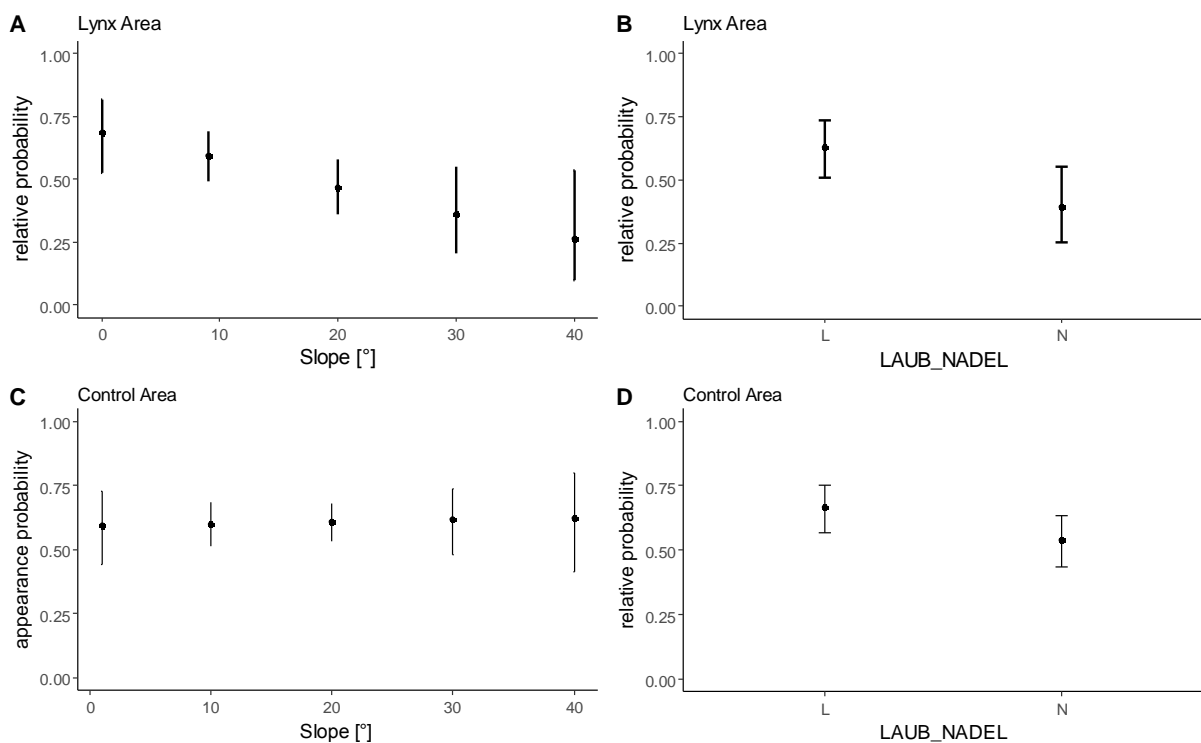 A
Lynx Area
relative probability
1.00
0.75
0.50
0.25
0.00
0 10 20 30 40
Slope [°]
B
Lynx Area
relative probability
1.00
0.75
0.50
0.25
0.00
L N
LAUB_NADEL
C
Control Area
appearance probability
1.00
0.75
0.50
0.25
0.00
0 10 20 30 40
Slope [°]
D
Control Area
relative probability
1.00
0.75
0.50
0.25
0.00
L N
LAUB_NADEL